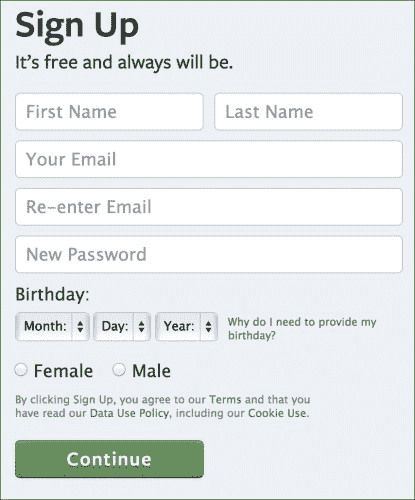 Sign Up
It's free and always will be.
First Name Last Name
Your Email
Re-enter Email
New Password
Birthday:
Month: Day: Year: Why do I need to provide my
birthday?
Female Male
By clicking Sign Up, you agree to our Terms and that you
have read our Data Use Policy, including our Cookie Use.
Continue